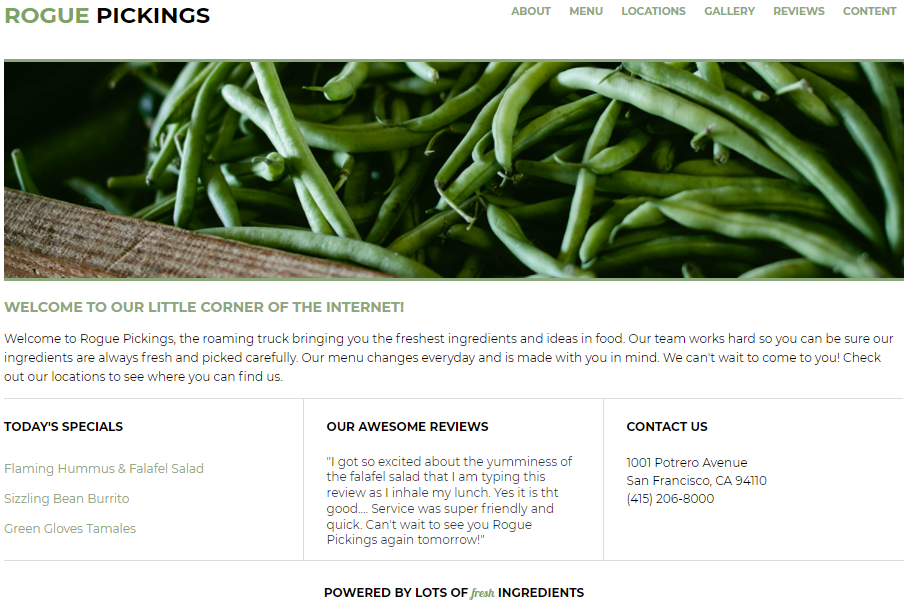 ROGUE PICKINGS
ABOUT MENU LOCATIONS GALLERY REVIEWS CONTENT
WELCOME TO OUR LITTLE CORNER OF THE INTERNET!
Welcome to Rogue Pickings, the roaming truck bringing you the freshest ingredients and ideas in food. Our team works hard so you can be sure our
ingredients are always fresh and picked carefully. Our menu changes everyday and is made with you in mind. We can't wait to come to you! Check
out our locations to see where you can find us.
TODAY'S SPECIALS
Flaming Hummus & Falafel Salad
Sizzling Bean Burrito
Green Gloves Tamales
OUR AWESOME REVIEWS
"I got so excited about the yumminess of
the falafel salad that I am typing this
review as I inhale my lunch. Yes it is tht
good.... Service was super friendly and
quick. Can't wait to see you Rogue
Pickings again tomorrow!"
CONTACT US
1001 Potrero Avenue
San Francisco, CA 94110
(415) 206-8000
POWERED BY LOTS OF fresh INGREDIENTS